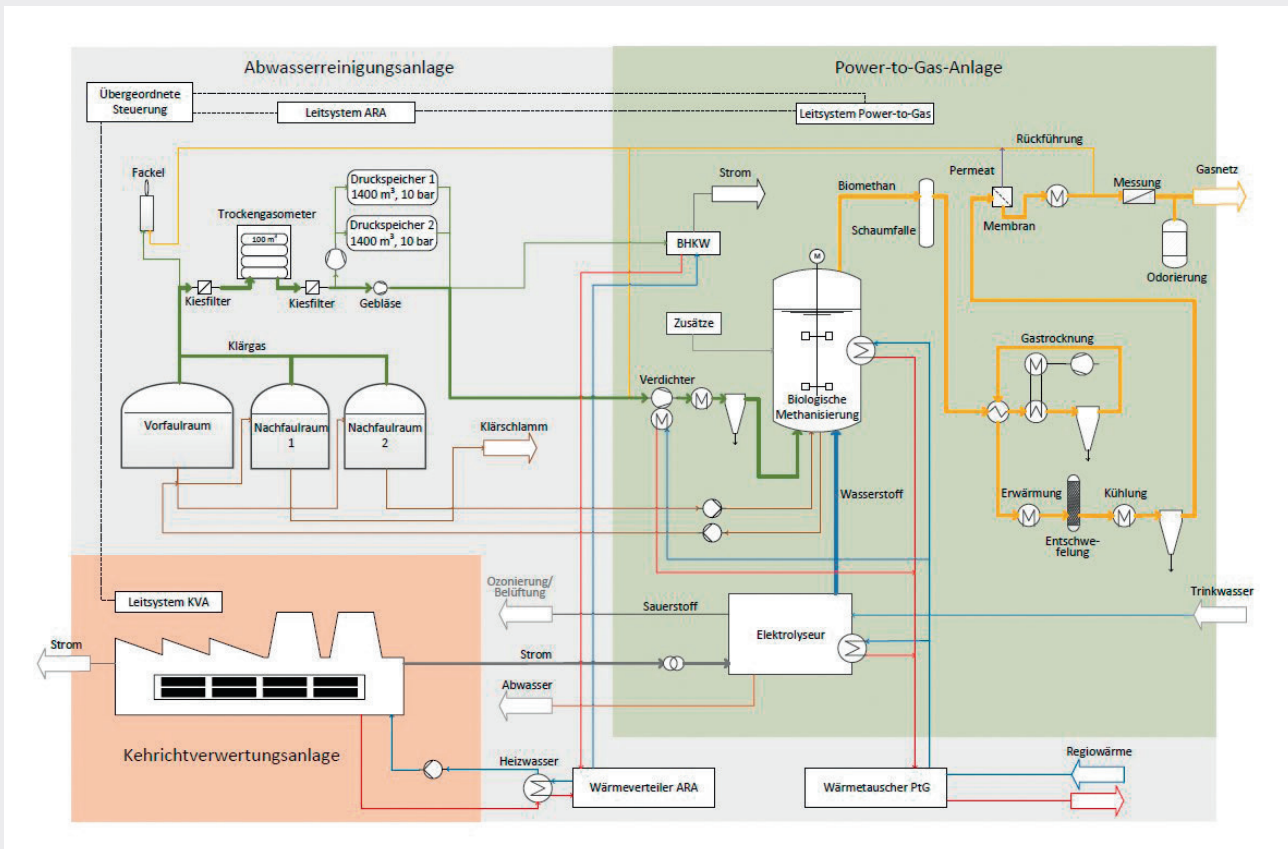 Abwasserreinigungsanlage
Power-to-Gas-Anlage
Übergeordnete
Steuerung
Leitsystem ARA
Leitsystem Power-to-Gas
Rückführung
Fackel
Druckspeicher 1
1400 m³, 10 bar
Strom
Permeat
Messung
Gasnetz
Biomethan
Trockengasometer
100 m³
Druckspeicher 2
1400 m³, 10 bar
Schaumfalle
Membran
BHKW
M
M
Kiesfilter
Kiesfilter
Gebläse
Odorierung
Zusätze
Klärgas
Gastrocknung
M
Verdichter
M
M
Biologische
Methanisierung
Vorfaulraum
Nachfaulraum
1
Nachfaulraum
2
Klärschlamm
Wasserstoff
Erwärmung
Kühlung
M
M
Entschwe-
felung
Ozonierung/
Belüftung
Leitsystem KVA
Sauerstoff
Trinkwasser
Elektrolyseur
Strom
Strom
Abwasser
Kehrichtverwertungsanlage
Heizwasser
Regiowärme
Wärmeverteiler ARA
Wärmetauscher PtG